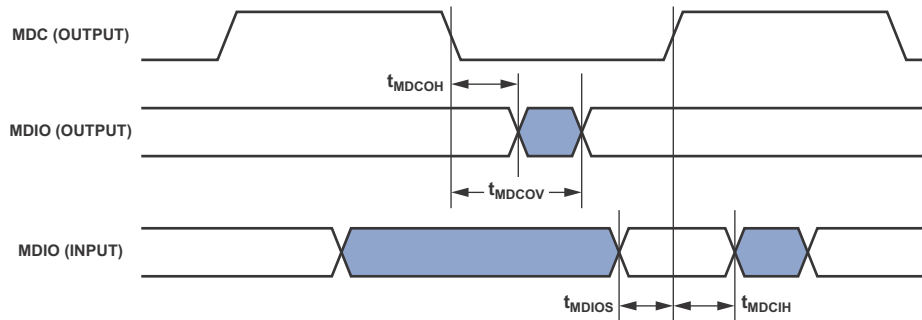 MDC (OUTPUT)
tMDCOH
MDIO (OUTPUT)
tMDCOV
MDIO (INPUT)
tMDIOS
tMDCIH